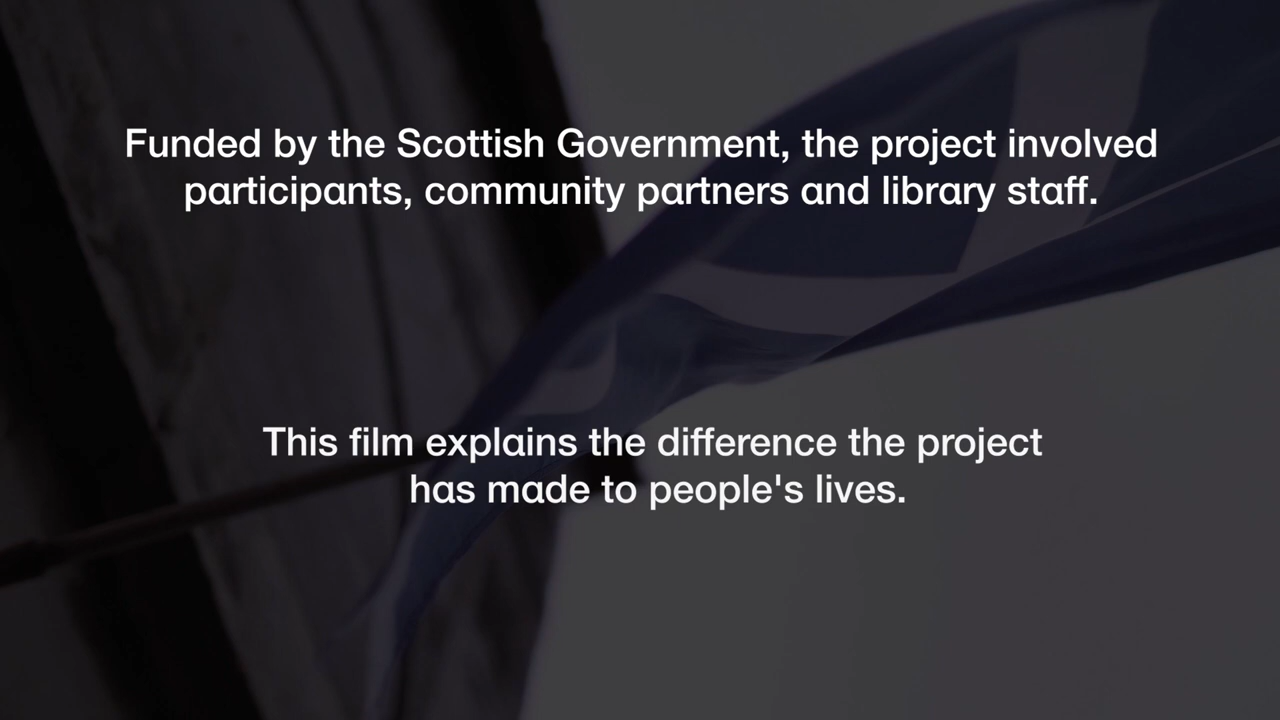 Funded by the Scottish Government, the project involved
participants, community partners and library staff.
This film explains the difference the project
has made to people's lives.